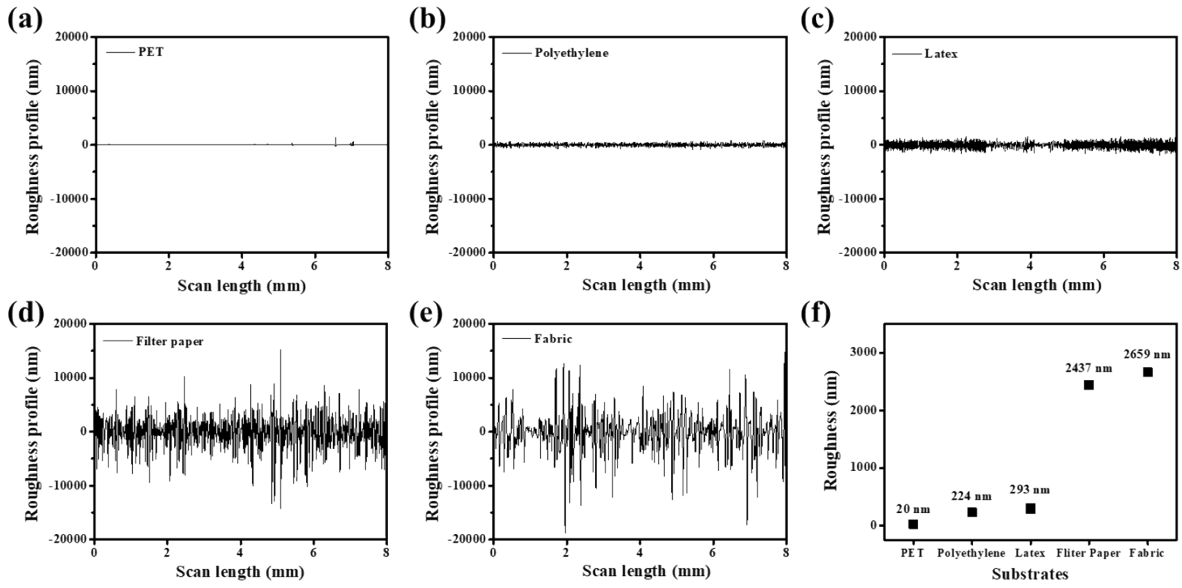 (a)
20000
10000
0
-10000
-20000
Roughness profile (nm)
PET
0 2 4 6 8
Scan length (mm)
(b)
20000
10000
0
-10000
-20000
Roughness profile (nm)
Polyethylene
0 2 4 6 8
Scan length (mm)
(c)
20000
10000
0
-10000
-20000
Roughness profile (nm)
Latex
0 2 4 6 8
Scan length (mm)
(d)
20000
10000
0
-10000
-20000
Roughness profile (nm)
Filter paper
0 2 4 6 8
Scan length (mm)
(e)
20000
10000
0
-10000
-20000
Roughness profile (nm)
Fabric
0 2 4 6 8
Scan length (mm)
(f)
3000
2000
1000
0
Roughness (nm)
20 nm
224 nm
293 nm
2437 nm
2659 nm
PET Polyethylene Latex Fliter Paper Fabric
Substrates